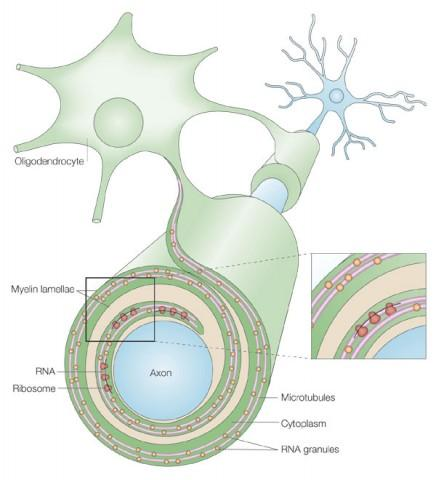 Oligodendrocyte
Myelin lamellae
RNA
Ribosome
Axon
Microtubules
Cytoplasm
RNA granules